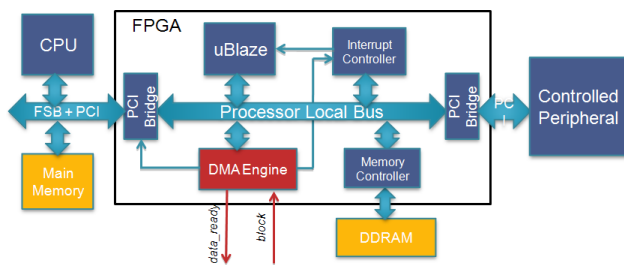 FPGA
CPU
uBlaze
Interrupt
Controller
FSB + PCI
PCI
Bridge
Processor Local Bus
PCI
Bridge
PC
I
Controlled
Peripheral
Main
Memory
DMA Engine
Memory
Controller
data_ready
block
DDRAM